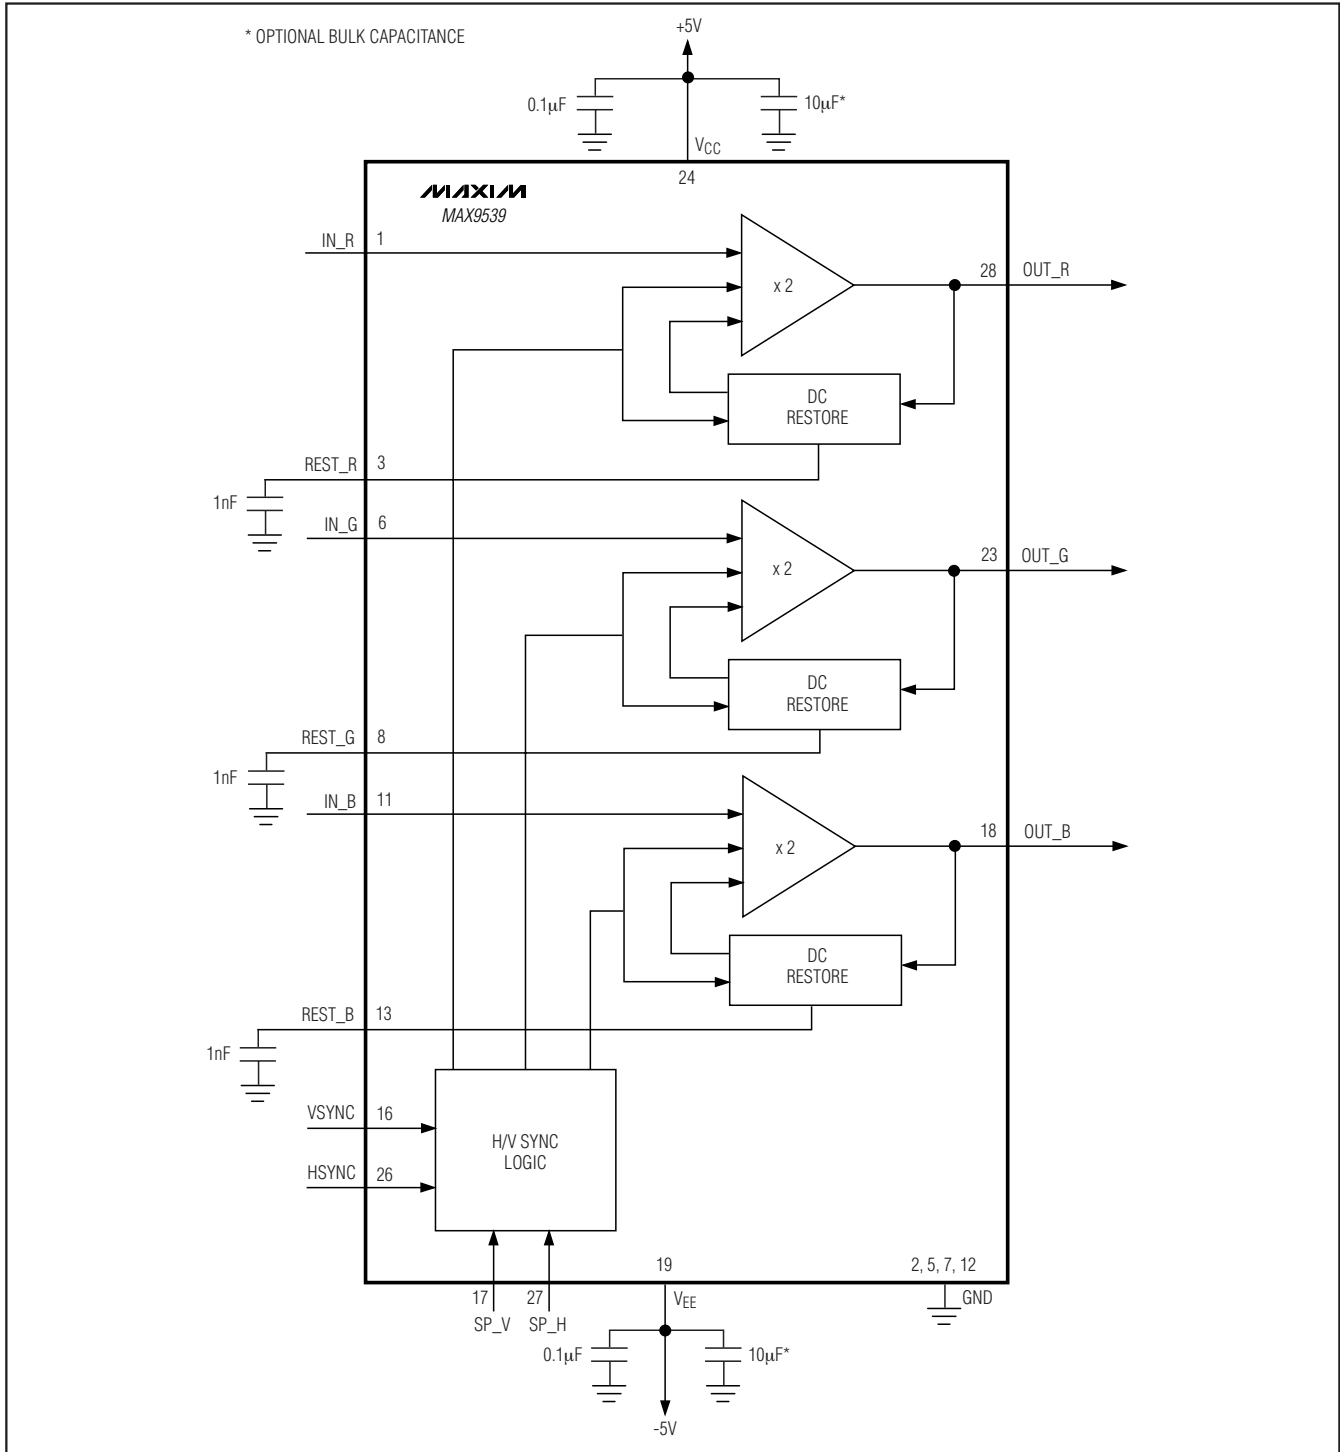 * OPTIONAL BULK CAPACITANCE
+5V
0.1μF
10μF*
VCC
24
MAXIM
MAX9539
IN_R
1
x 2
28
OUT_R
DC
RESTORE
REST_R
3
1nF
IN_G
6
x 2
23
OUT_G
DC
RESTORE
REST_G
8
1nF
IN_B
11
x 2
18
OUT_B
DC
RESTORE
REST_B
13
1nF
VSYNC
16
H/V SYNC
LOGIC
HSYNC
26
19
2, 5, 7, 12
17
27
VEE
GND
SP_V
SP_H
0.1μF
10μF*
-5V